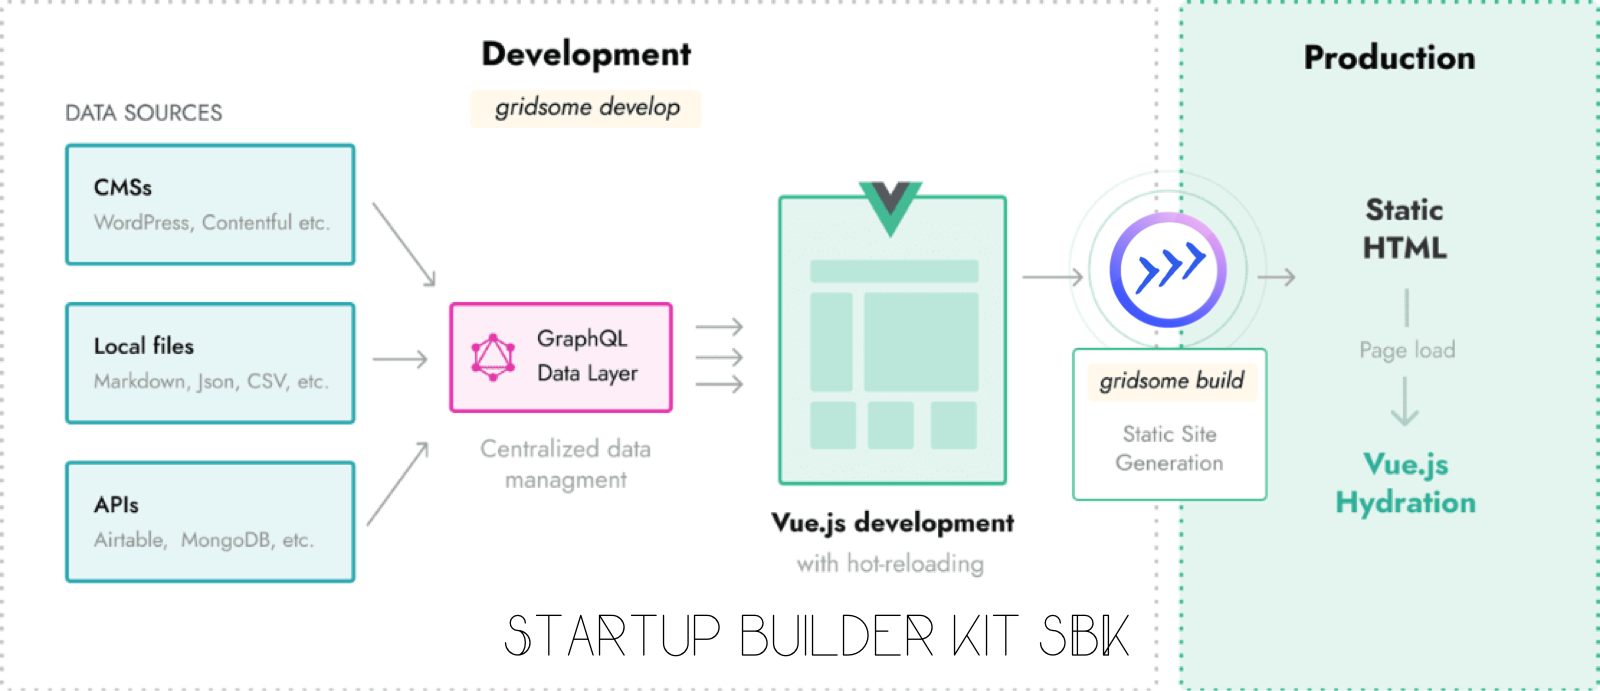 Development
gridsome develop
DATA SOURCES
CMSs
WordPress, Contentful etc.
Local files
Markdown, Json, CSV, etc.
APIs
Airtable, MongoDB, etc.
GraphQL
Data Layer
Centralized data
managment
Vue.js development
with hot-reloading
gridsome build
Static Site
Generation
Production
Static
HTML
Page load
Vue.js
Hydration
STARTUP BUILDER KIT SBK